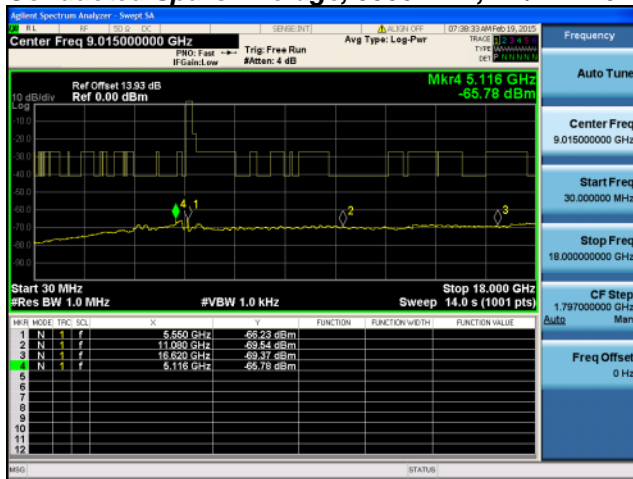 Agilent Spectrum Analyzer - Swept SA
RL RF 50 Ω DC SENSE:INT ALIGN OFF 07:38:33 AM Feb 19, 2015
Center Freq 9.015000000 GHz
PNO: Fast
IFGain:Low
Trig: Free Run
#Atten: 4 dB
Avg Type: Log-Pwr
TRACE 1 2 3 4 5 6
TYPE
DET P N N N N N
Ref Offset 13.93 dB
10 dB/div Ref 0.00 dBm
Log
Mkr4 5.116 GHz
-65.78 dBm
-10.0
-20.0
-30.0
-40.0
-50.0
-60.0
-70.0
-80.0
-90.0
4 1 2 3
Start 30 MHz Stop 18.000 GHz
#Res BW 1.0 MHz #VBW 1.0 kHz Sweep 14.0 s (1001 pts)
MKR MODE TRC SCL X Y FUNCTION FUNCTION WIDTH FUNCTION VALUE
1 N 1 f 5.550 GHz -66.23 dBm
2 N 1 f 11.080 GHz -69.54 dBm
3 N 1 f 16.620 GHz -69.37 dBm
4 N 1 f 5.116 GHz -65.78 dBm
5
6
7
8
9
10
11
12
MSG STATUS
Frequency
Auto Tune
Center Freq
9.015000000 GHz
Start Freq
30.000000 MHz
Stop Freq
18.000000000 GHz
CF Step
1.797000000 GHz
Auto Man
Freq Offset
0 Hz